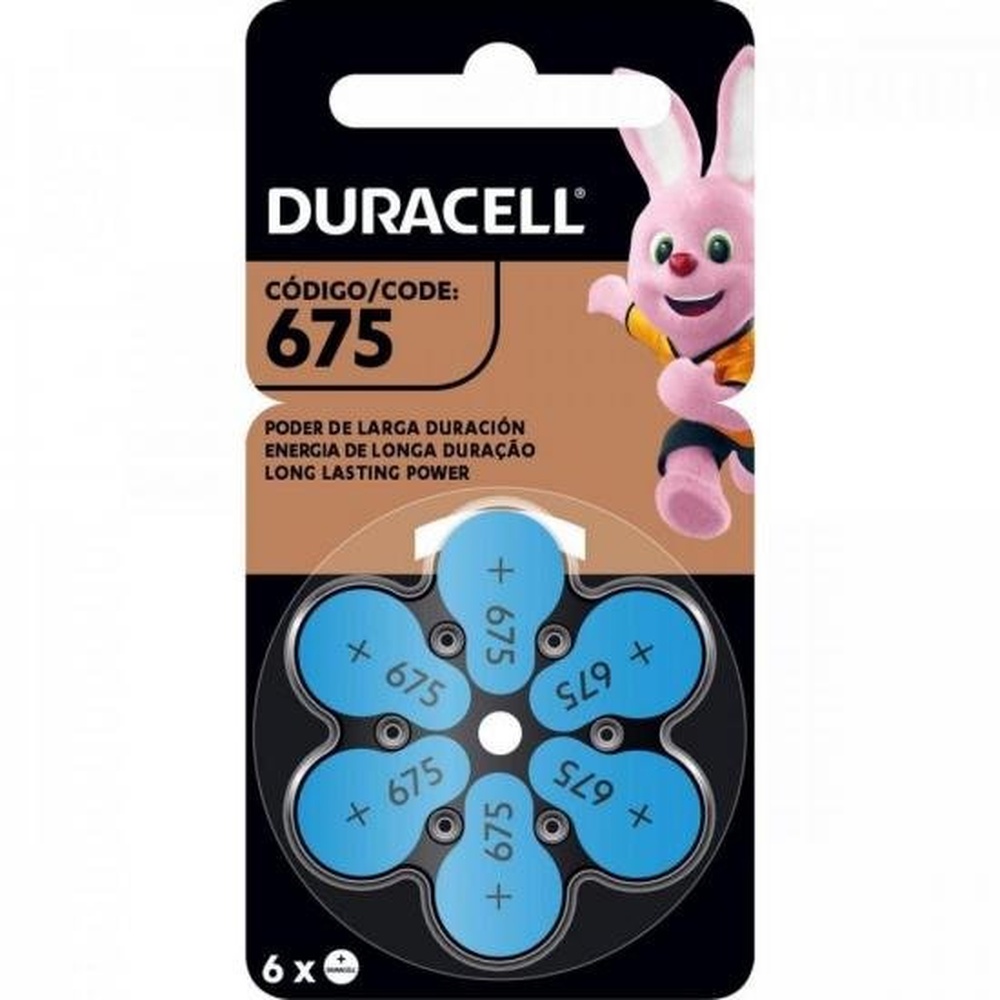 DURACELL®
CÓDIGO/CODE:
675
PODER DE LARGA DURACIÓN
ENERGIA DE LONGA DURAÇÃO
LONG LASTING POWER
+ 675
+ 675
+ 675
+ 675
+ 675
+ 675
6 x
+
DURACELL